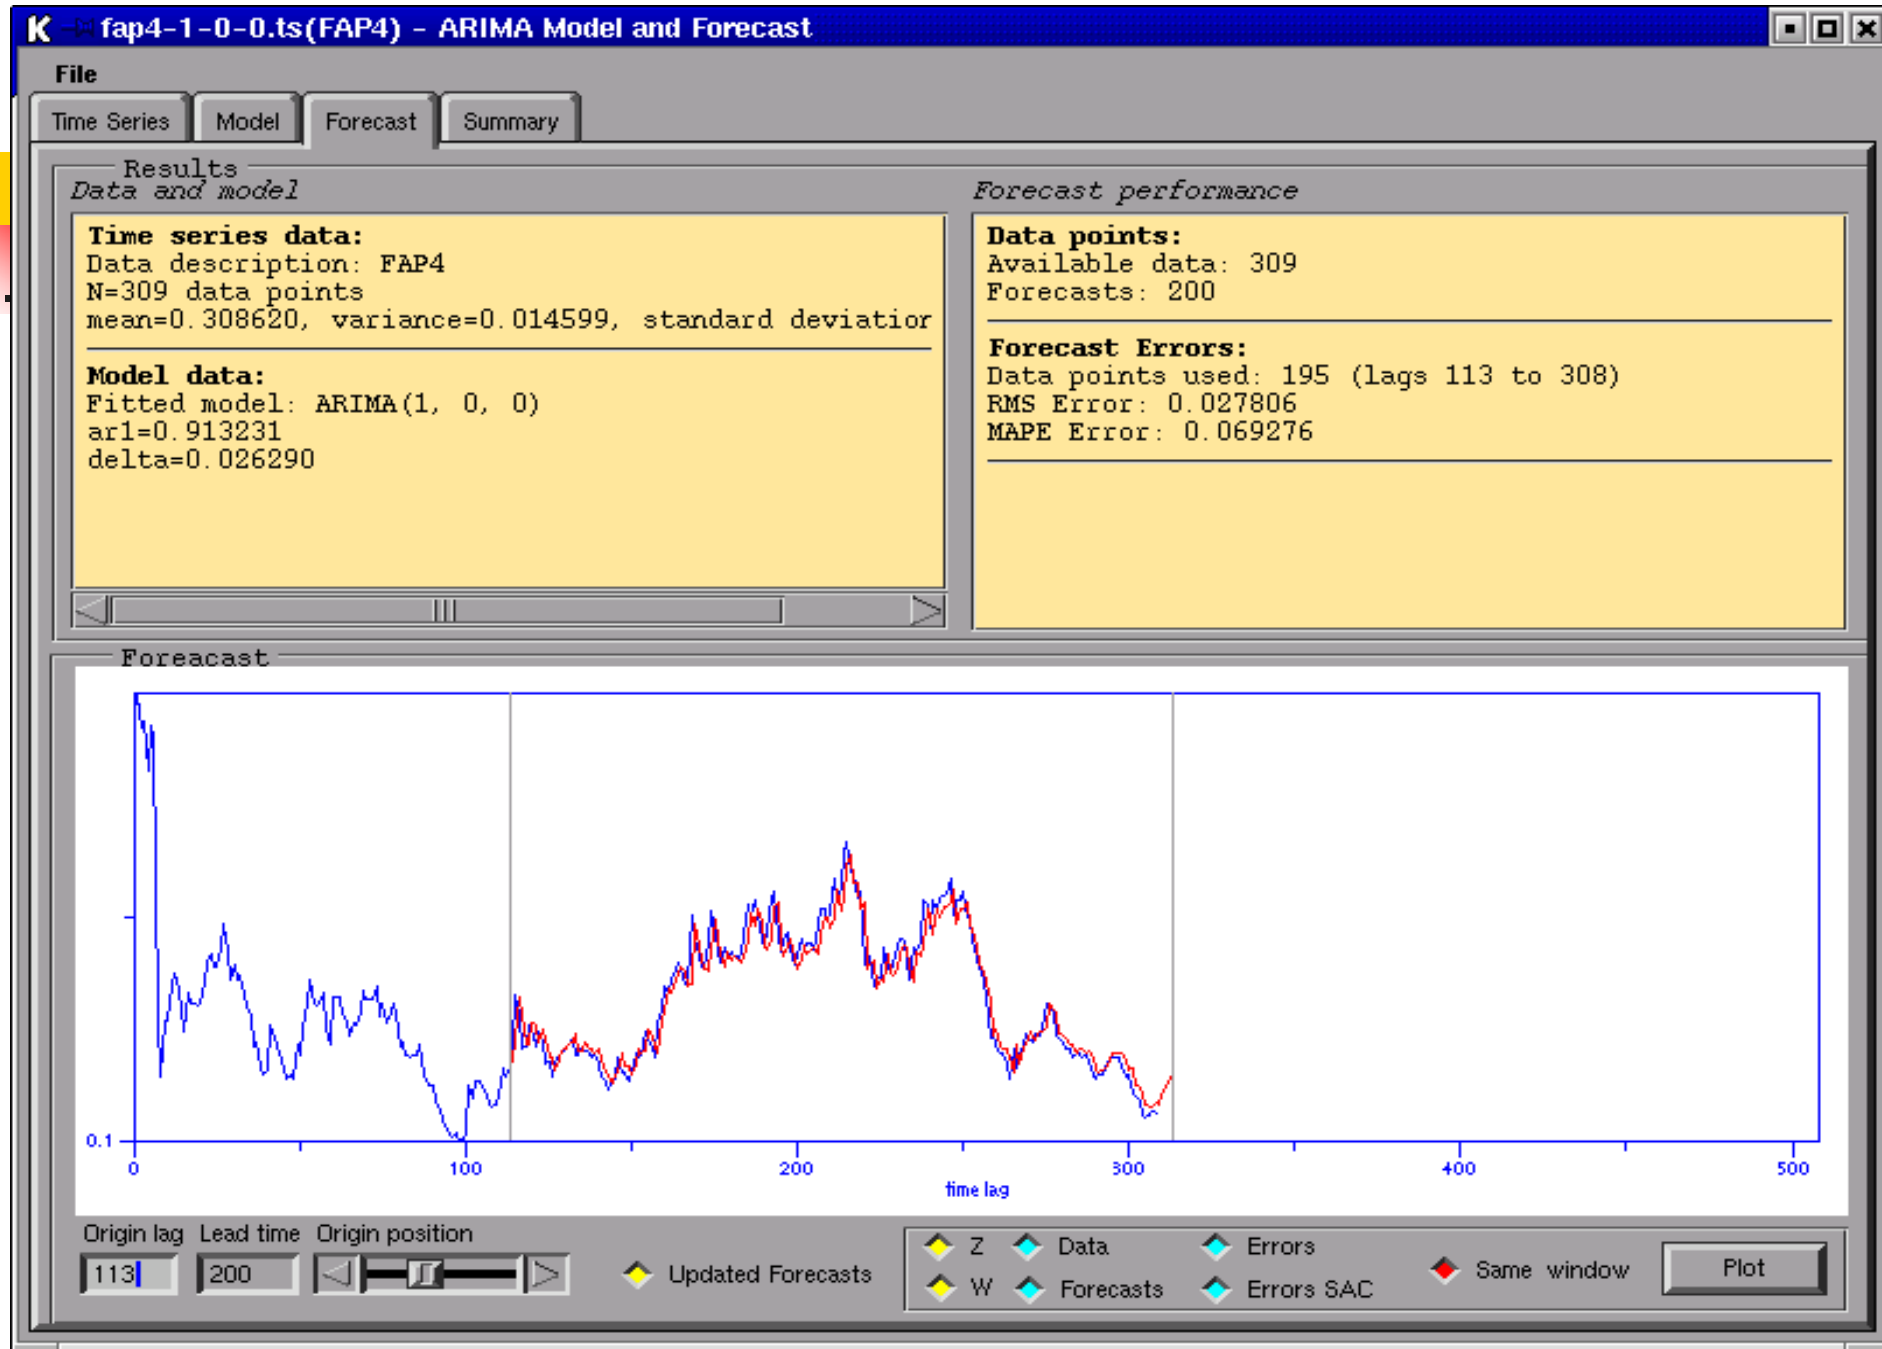 fap4-1-0-0.ts(FAP4) - ARIMA Model and Forecast
File
Time Series Model Forecast Summary
Results
Data and model
Time series data:
Data description: FAP4
N=309 data points
mean=0.308620, variance=0.014599, standard deviation
Model data:
Fitted model: ARIMA(1, 0, 0)
ar1=0.913231
delta=0.026290
Forecast performance
Data points:
Available data: 309
Forecasts: 200
Forecast Errors:
Data points used: 195 (lags 113 to 308)
RMS Error: 0.027806
MAPE Error: 0.069276
Foreacast
0.1
0 100 200 300 400 500
time lag
Origin lag Lead time Origin position
113 200
Updated Forecasts
Z Data Errors
W Forecasts Errors SAC
Same window
Plot